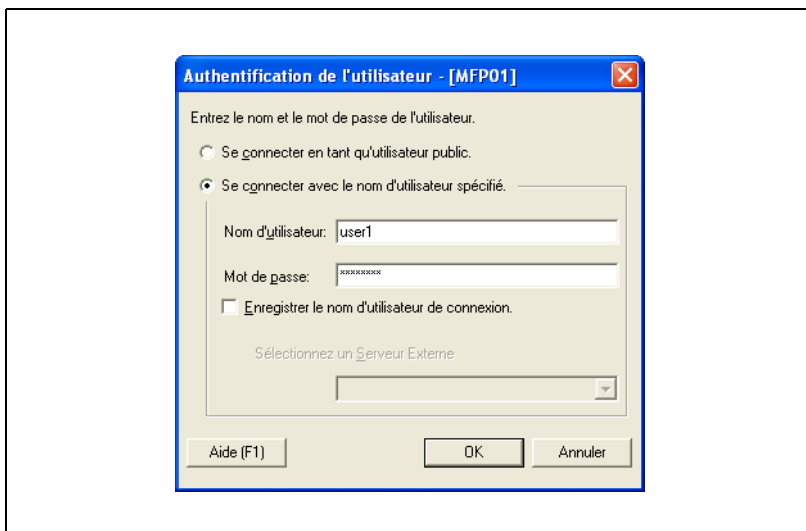 Authentification de l'utilisateur - [MFP01]
Entrez le nom et le mot de passe de l'utilisateur.
Se connecter en tant qu'utilisateur public.
Se connecter avec le nom d'utilisateur spécifié.
Nom d'utilisateur: user1
Mot de passe: ********
Enregistrer le nom d'utilisateur de connexion.
Sélectionnez un Serveur Externe
Aide (F1) OK Annuler